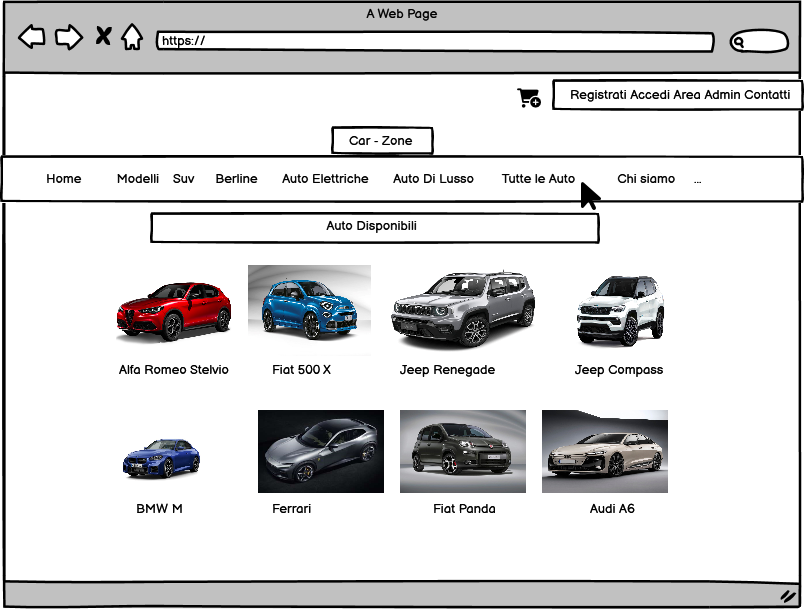 A Web Page
https://
Registrati Accedi Area Admin Contatti
Car - Zone
Home Modelli Suv Berline Auto Elettriche Auto Di Lusso Tutte le Auto Chi siamo ...
Auto Disponibili
Alfa Romeo Stelvio Fiat 500 X Jeep Renegade Jeep Compass
BMW M Ferrari Fiat Panda Audi A6